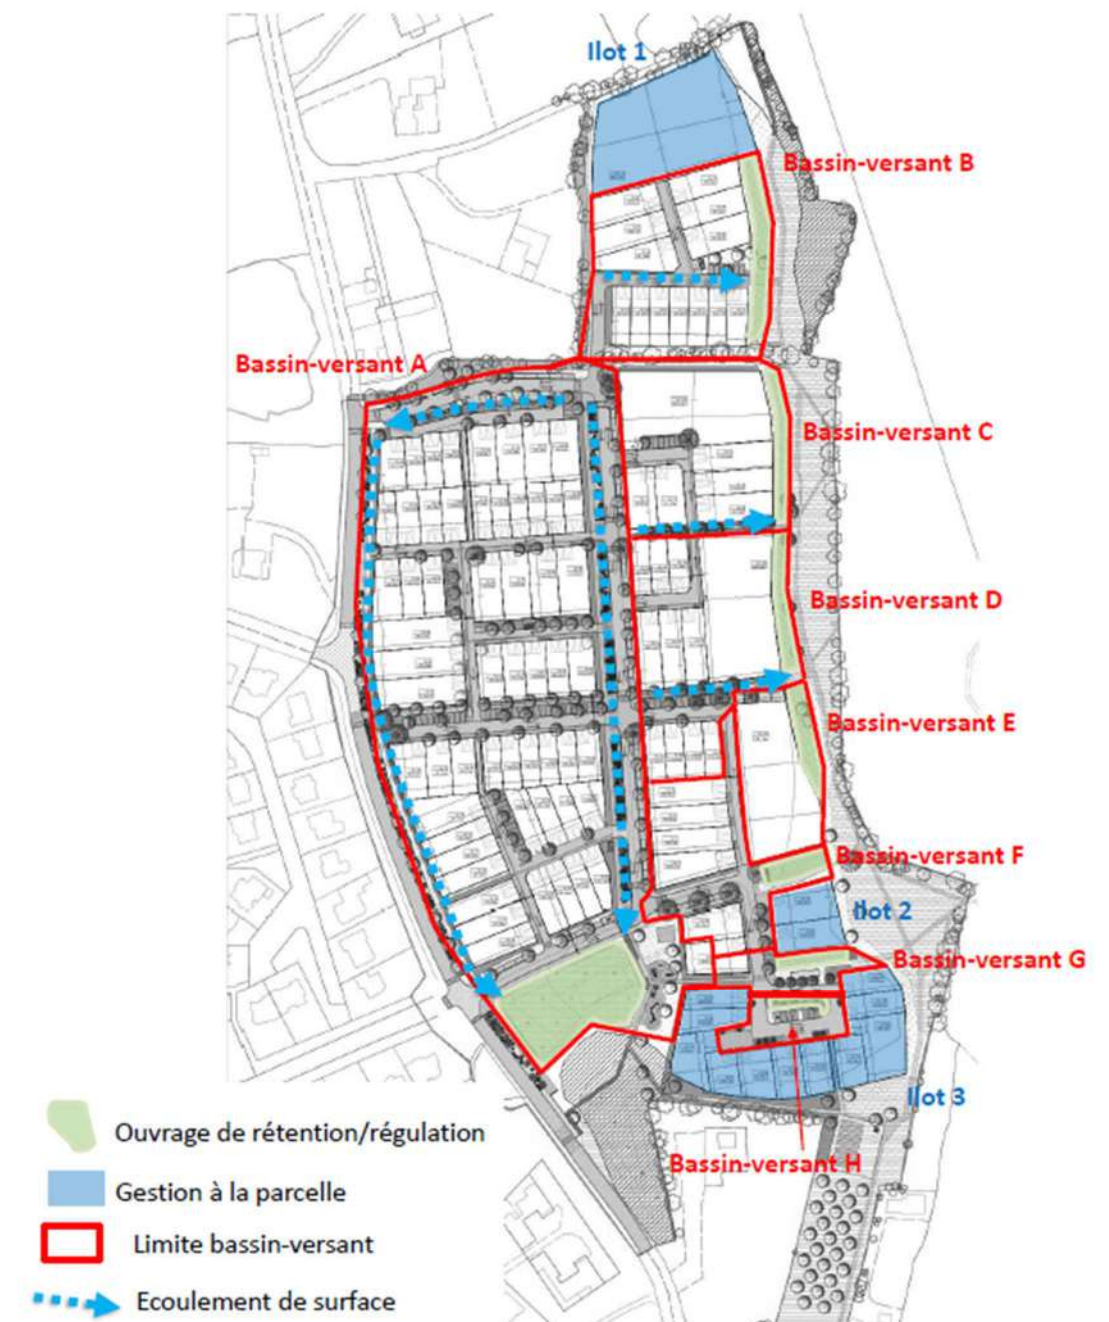 Ilot 1
Bassin-versant B
Bassin-versant A
Bassin-versant C
Bassin-versant D
Bassin-versant E
Bassin-versant F
Ilot 2
Bassin-versant G
Ilot 3
Bassin-versant H
Ouvrage de rétention/régulation
Gestion à la parcelle
Limite bassin-versant
Ecoulement de surface